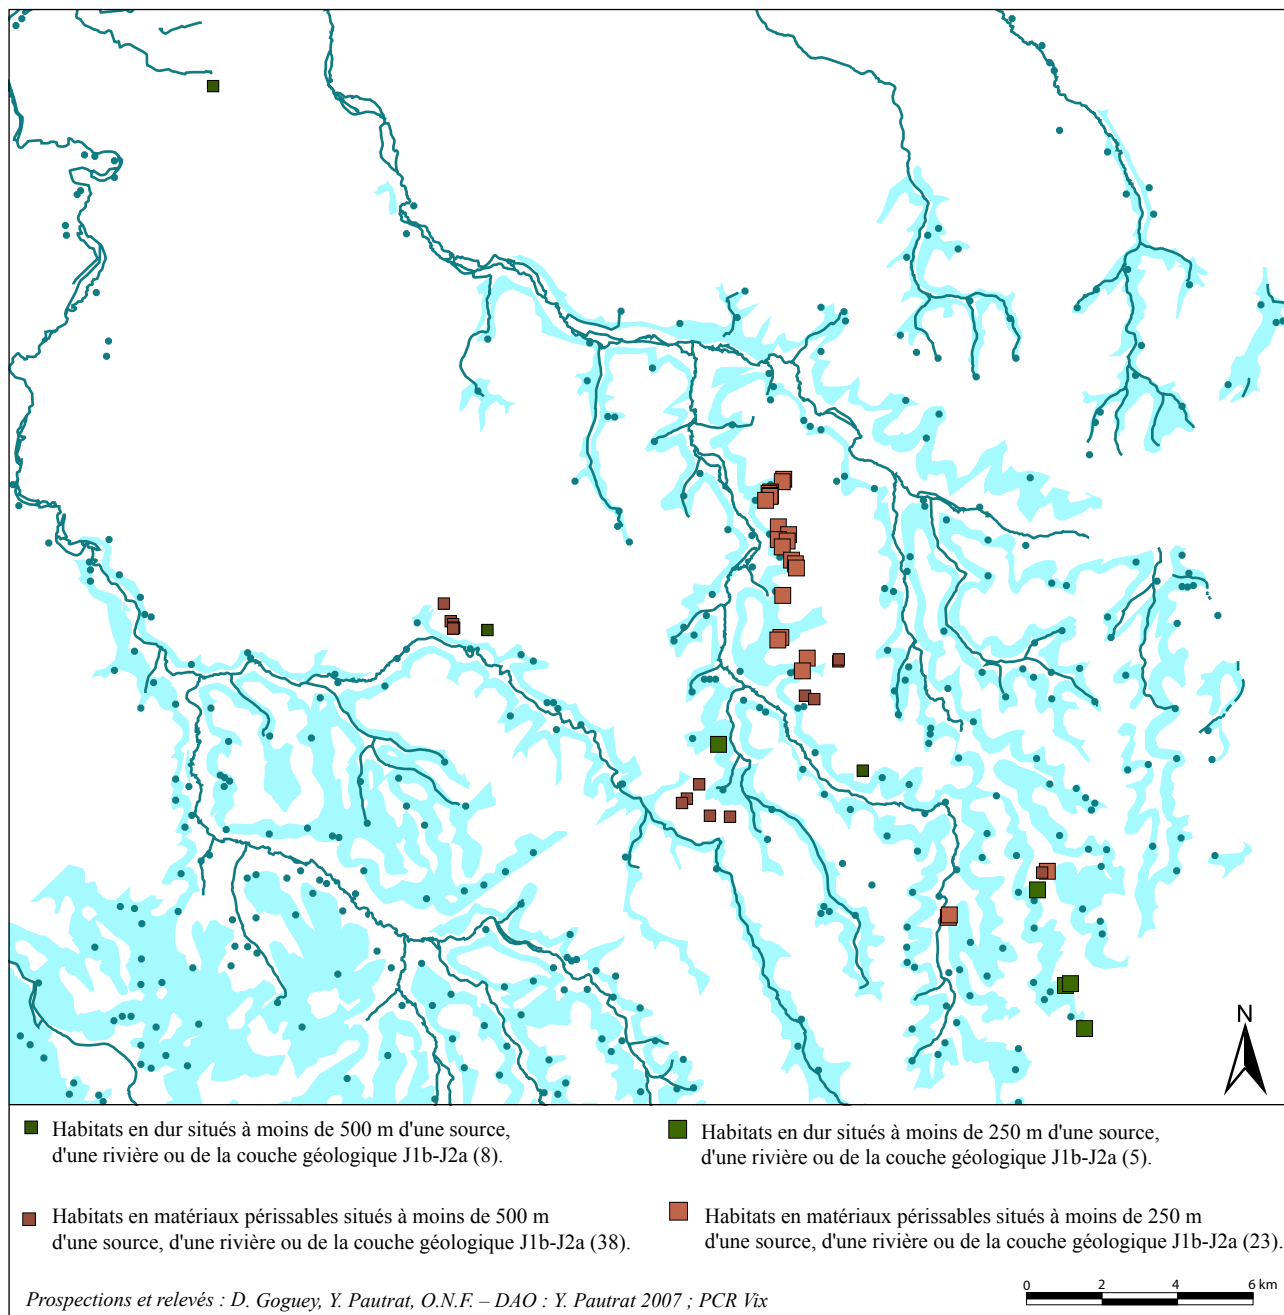 N
Habitats en dur situés à moins de 500 m d'une source,
d'une rivière ou de la couche géologique J1b-J2a (8).
Habitats en dur situés à moins de 250 m d'une source,
d'une rivière ou de la couche géologique J1b-J2a (5).
Habitats en matériaux périssables situés à moins de 500 m
d'une source, d'une rivière ou de la couche géologique J1b-J2a (38).
Habitats en matériaux périssables situés à moins de 250 m
d'une source, d'une rivière ou de la couche géologique J1b-J2a (23).
Prospections et relevés : D. Goguey, Y. Pautrat, O.N.F. – DAO : Y. Pautrat 2007 ; PCR Vix
0 2 4 6 km